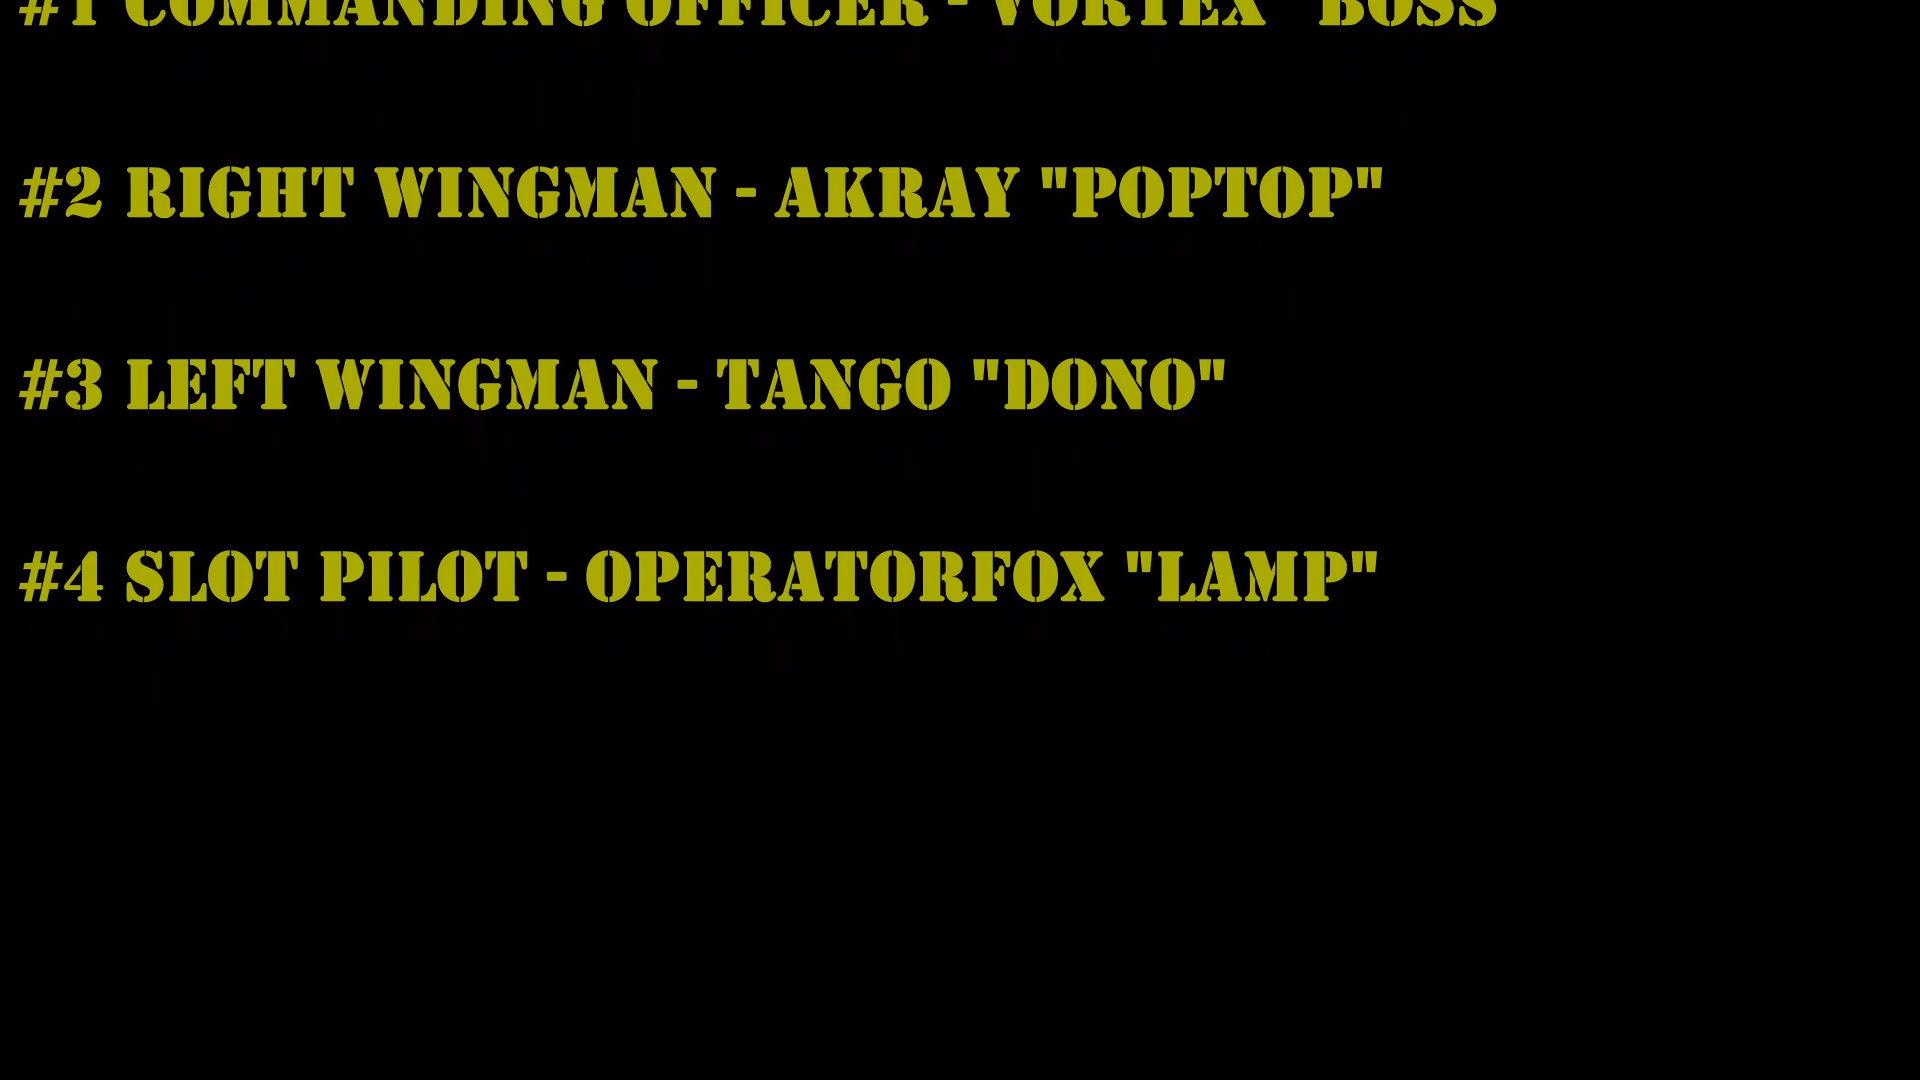 #1 COMMANDING OFFICER - VORTEX "BOSS"
#2 RIGHT WINGMAN - AKRAY "POPTOP"
#3 LEFT WINGMAN - TANGO "DONO"
#4 SLOT PILOT - OPERATORFOX "LAMP"